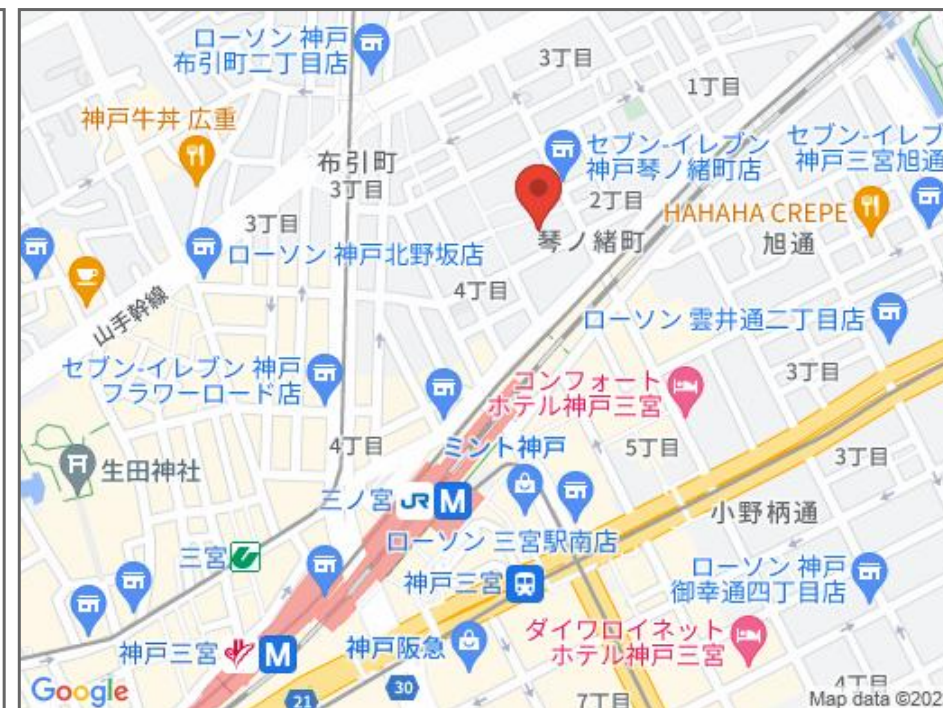 ローソン 神戸
布引町二丁目店
3丁目
1丁目
神戸牛丼 広重
布引町
3丁目
セブン-イレブン
神戸琴ノ緒町店
セブン-イレブ
神戸三宮旭通
2丁目
HAHAHA CREPE
3丁目
琴ノ緒町
旭通
ローソン 神戸北野坂店
4丁目
山手幹線
ローソン 雲井通二丁目店
セブン-イレブン 神戸
フラワーロード店
コンフォート
ホテル神戸三宮
3丁目
4丁目
ミント神戸
5丁目
3丁目
生田神社
三ノ宮 JR M
小野柄通
ローソン 三宮駅南店
三宮
神戸三宮
ローソン 神戸
御幸通四丁目店
ダイワロイネット
ホテル神戸三宮
神戸三宮 M
神戸阪急
4丁目
Google
21
30
7丁目
Map data ©202